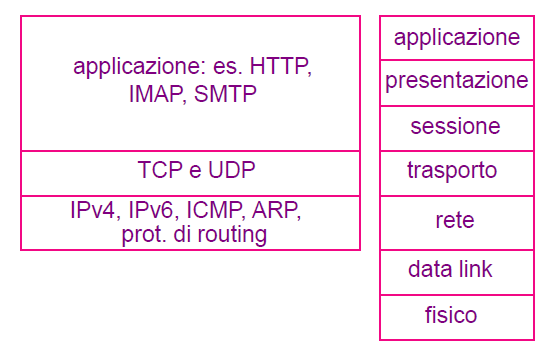 applicazione: es. HTTP,
IMAP, SMTP
TCP e UDP
IPv4, IPv6, ICMP, ARP,
prot. di routing
applicazione
presentazione
sessione
trasporto
rete
data link
fisico